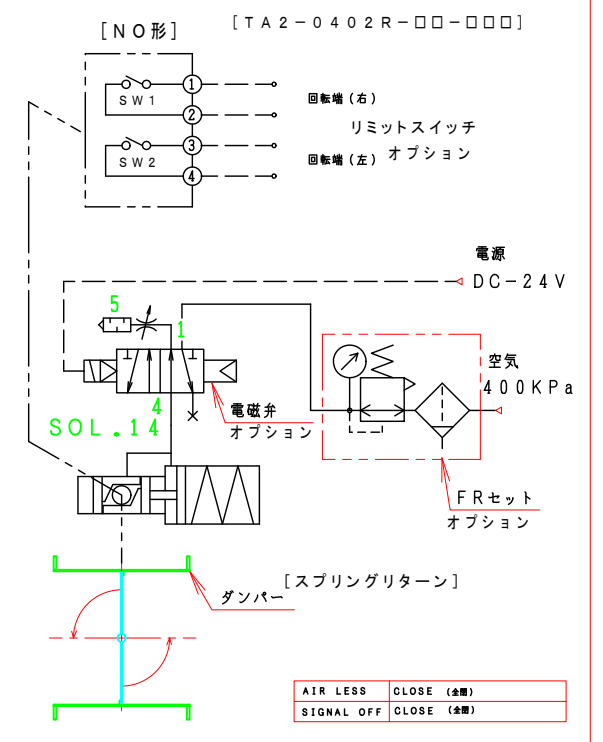 [NO形]
[TA2-0402R-□□-□□□]
SW1
1
2
SW2
3
4
回転端(右)
リミットスイッチ
オプション
回転端(左)
電源
DC-24V
5
1
空気
400KPa
4
SOL.14
電磁弁
オプション
FRセット
オプション
[スプリングリターン]
ダンパー
AIR LESS CLOSE (全閉)
SIGNAL OFF CLOSE (全閉)